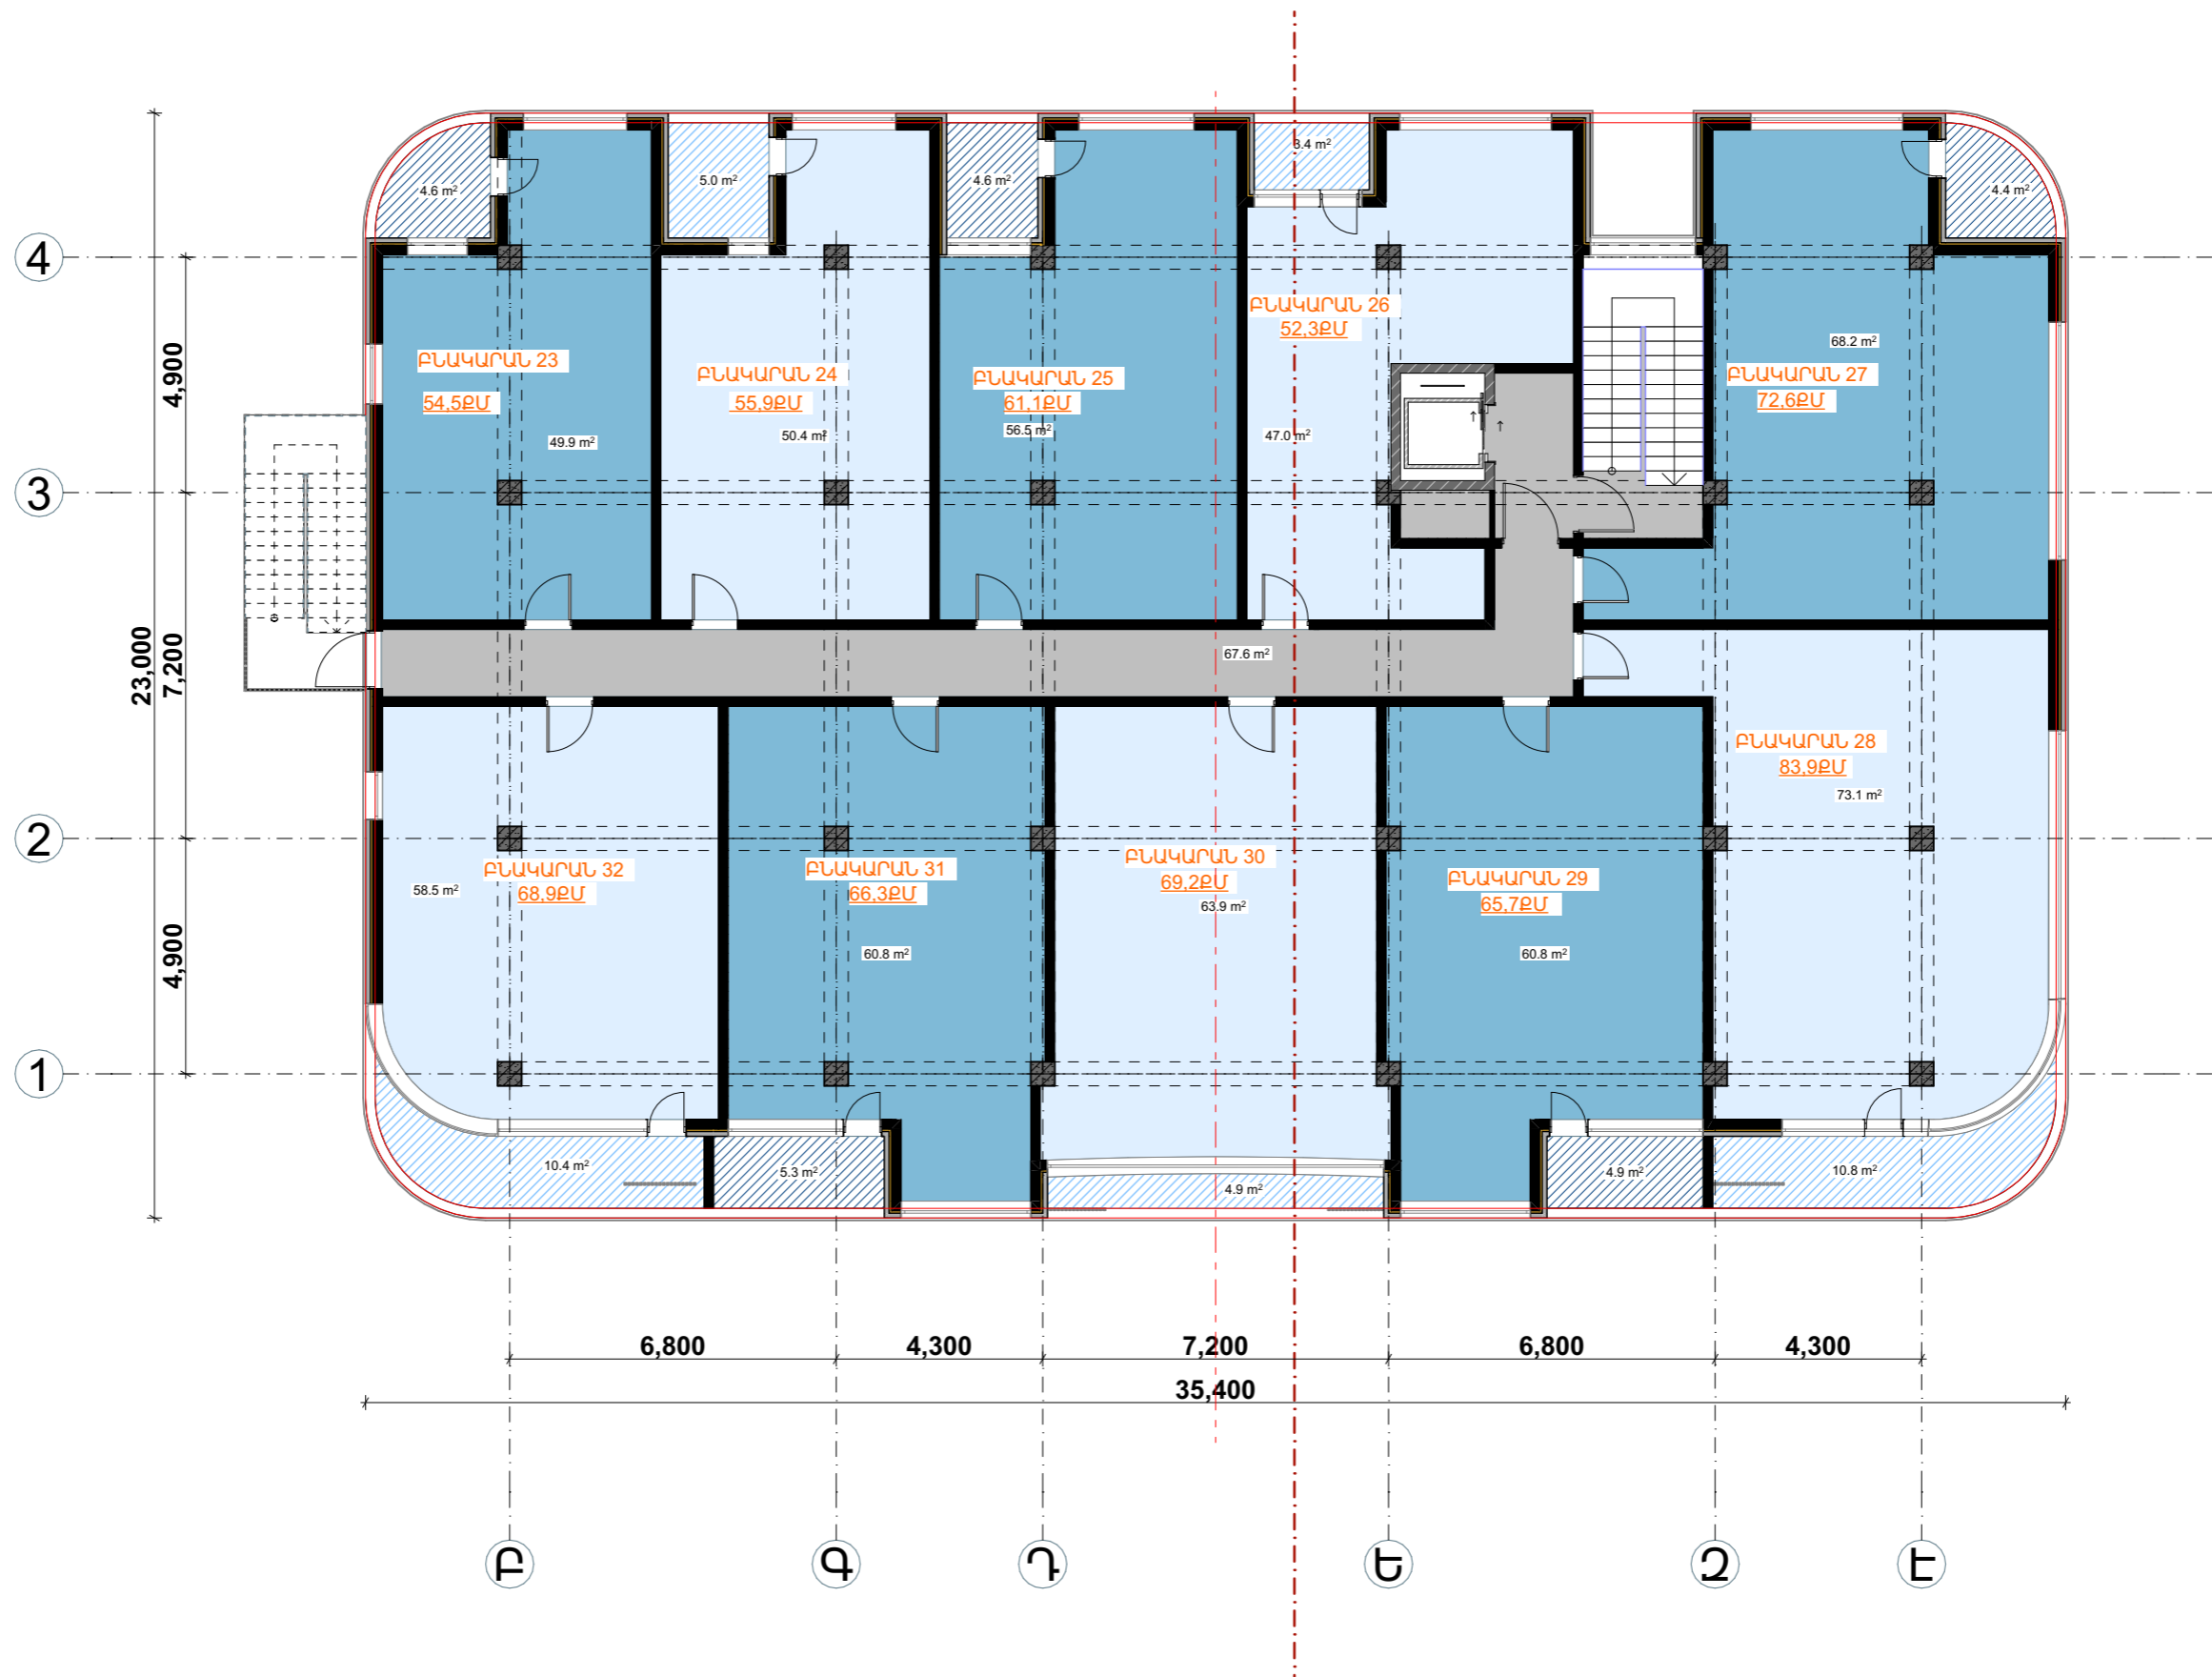 3.4 m²
4.6 m²
5.0 m²
4.6 m²
4.4 m²
4
ԲՆԱԿԱՐԱՆ 23
54,5ՔՄ
49.9 m²
ԲՆԱԿԱՐԱՆ 24
55,9ՔՄ
50.4 m²
ԲՆԱԿԱՐԱՆ 25
61,1ՔՄ
56.5 m²
ԲՆԱԿԱՐԱՆ 26
52,3ՔՄ
47.0 m²
68.2 m²
ԲՆԱԿԱՐԱՆ 27
72,6ՔՄ
4,900
3
23,000
7,200
67.6 m²
2
ԲՆԱԿԱՐԱՆ 32
68,9ՔՄ
58.5 m²
ԲՆԱԿԱՐԱՆ 31
66,3ՔՄ
60.8 m²
ԲՆԱԿԱՐԱՆ 30
69,2ՔՄ
63.9 m²
ԲՆԱԿԱՐԱՆ 29
65,7ՔՄ
60.8 m²
ԲՆԱԿԱՐԱՆ 28
83,9ՔՄ
73.1 m²
4,900
1
10.4 m²
5.3 m²
4.9 m²
4.9 m²
10.8 m²
6,800
4,300
7,200
6,800
4,300
35,400
Բ
Գ
Դ
Ե
Զ
Է